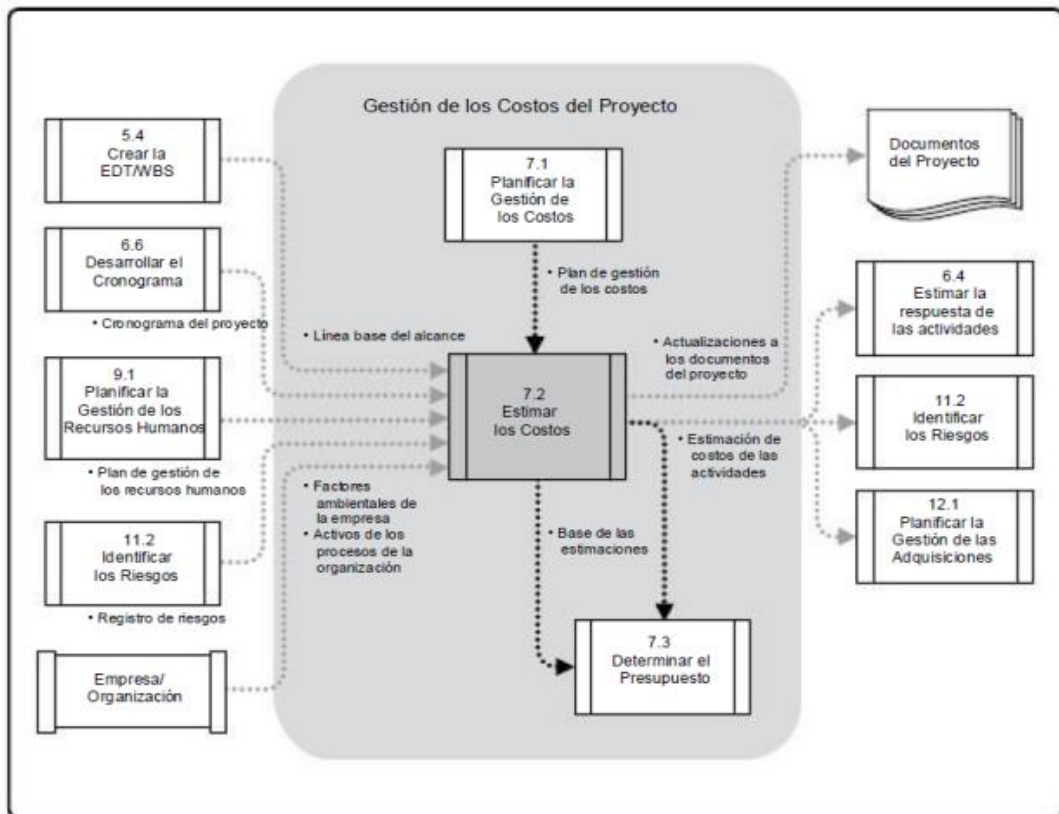 Gestión de los Costos del Proyecto
5.4
Crear la
EDT/WBS
6.6
Desarrollar el
Cronograma
• Cronograma del proyecto
9.1
Planificar la
Gestión de los
Recursos Humanos
• Plan de gestión de
los recursos humanos
11.2
Identificar
los Riesgos
• Registro de riesgos
Empresa/
Organización
7.1
Planificar la
Gestión de
los Costos
• Plan de gestión
de los costos
• Línea base del alcance
7.2
Estimar
los Costos
• Factores
ambientales de
la empresa
• Activos de los
procesos de la
organización
• Actualizaciones a
los documentos
del proyecto
• Estimación de
costos de las
actividades
• Base de las
estimaciones
7.3
Determinar el
Presupuesto
Documentos
del Proyecto
6.4
Estimar la
respuesta de
las actividades
11.2
Identificar
los Riesgos
12.1
Planificar la
Gestión de las
Adquisiciones